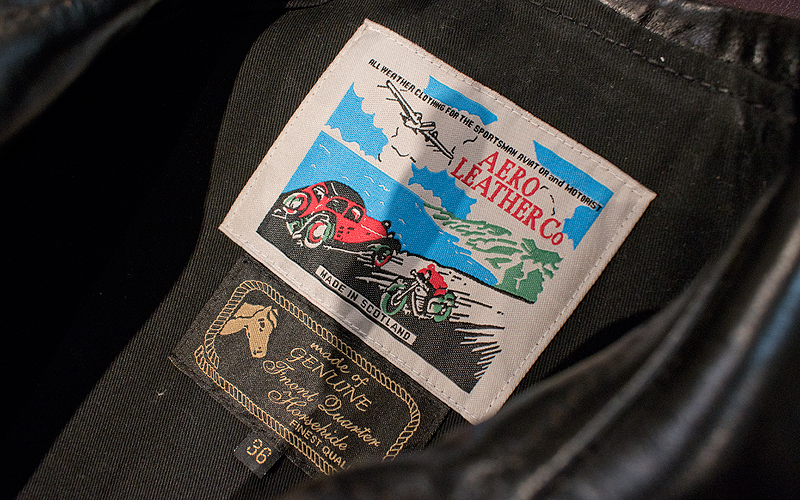 ALL WEATHER CLOTHING FOR THE SPORTSMAN AVIATOR and MOTORIST
AERO
LEATHER Co
MADE IN SCOTLAND
made of
GENUINE
Front Quarter
Horsehide
FINEST QUAL
36